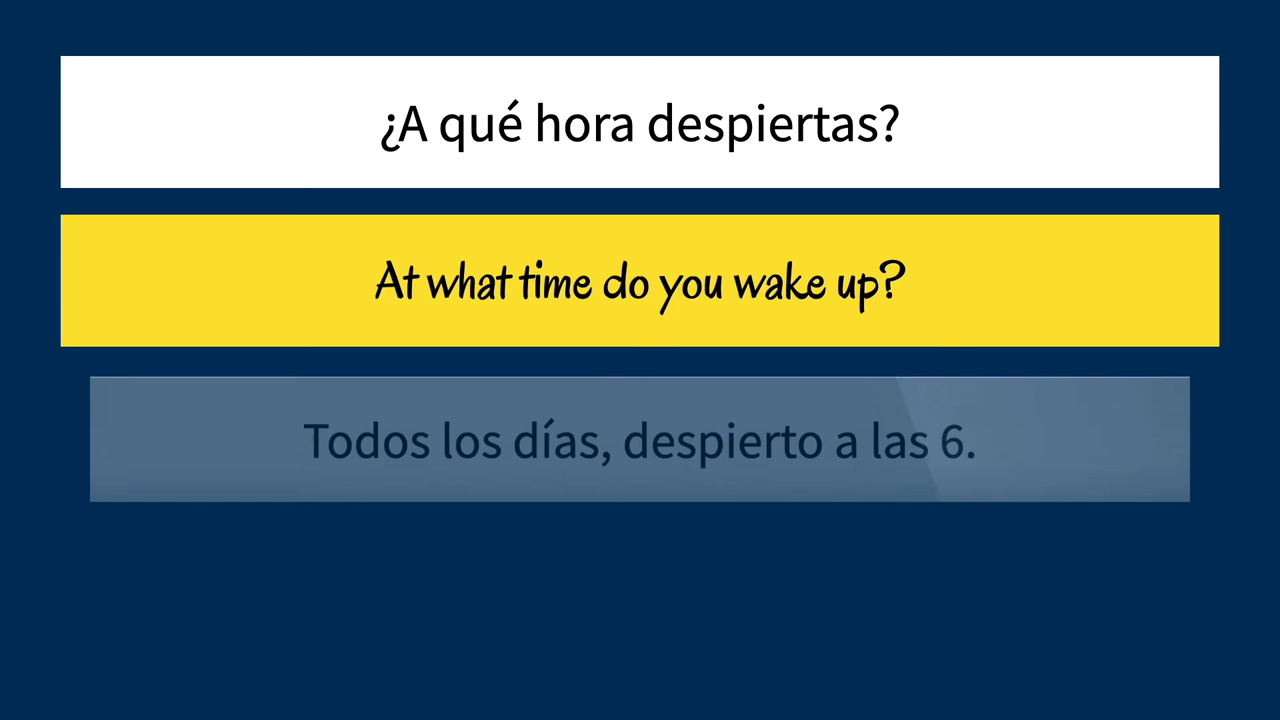 ¿A qué hora despiertas?
At what time do you wake up?
Todos los días, despierto a las 6.